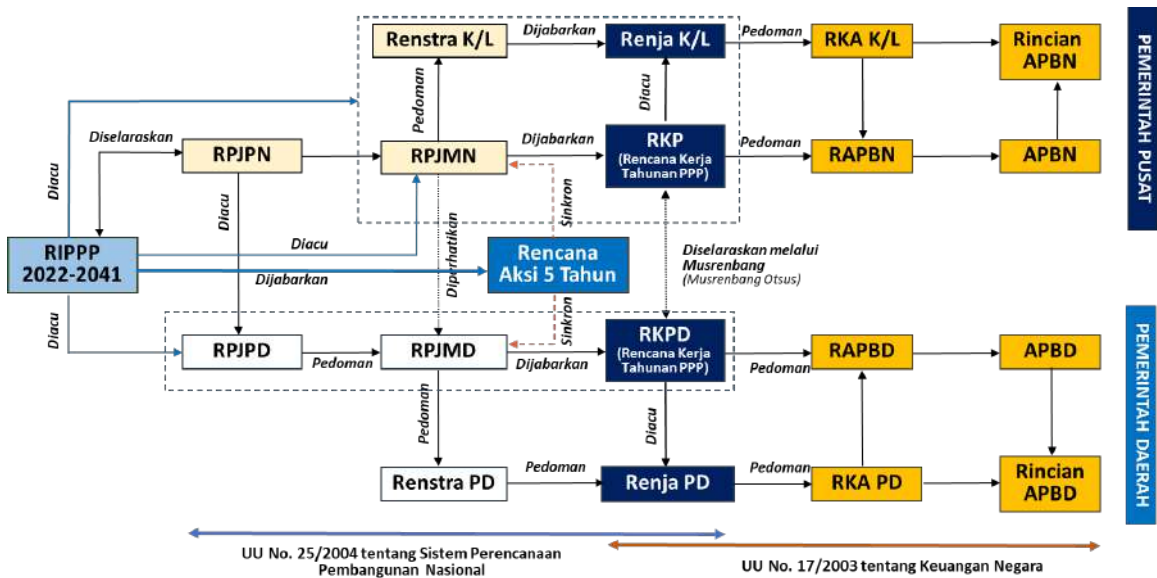 Renstra K/L
Dijabarkan
Renja K/L
Pedoman
RKA K/L
Rincian
APBN
PEMERINTAH PUSAT
Pedoman
Diacu
Diselaraskan
RPJPN
RPJMN
Dijabarkan
RKP
(Rencana Kerja
Tahunan PPP)
Pedoman
RAPBN
APBN
Diacu
Diacu
Sinkron
RIPPP
2022-2041
Diacu
Dijabarkan
Diperhatikan
Rencana
Aksi 5 Tahun
Diselaraskan melalui
Musrenbang
(Musrenbang Otsus)
Diacu
Sinkron
RPJPD
Pedoman
RPJMD
Dijabarkan
RKPD
(Rencana Kerja
Tahunan PPP)
Pedoman
RAPBD
APBD
PEMERINTAH DAERAH
Pedoman
Diacu
Renstra PD
Pedoman
Renja PD
Pedoman
RKA PD
Rincian
APBD
UU No. 25/2004 tentang Sistem Perencanaan
Pembangunan Nasional
UU No. 17/2003 tentang Keuangan Negara